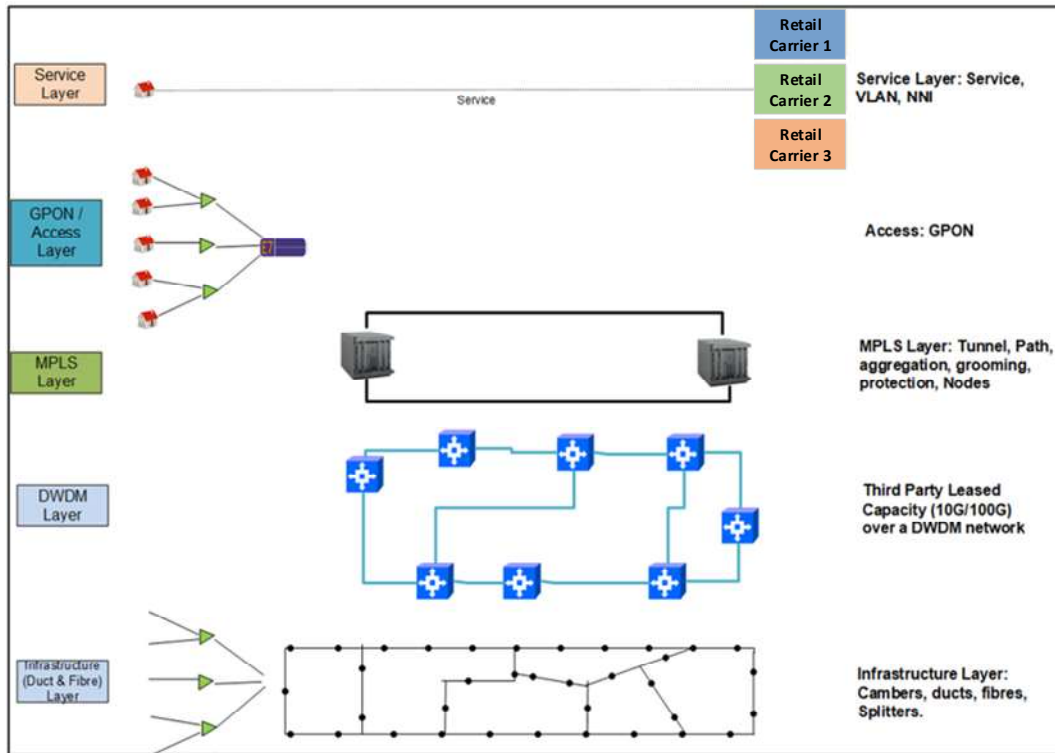 Retail
Carrier 1
Service
Layer
Retail
Carrier 2
Service
Service Layer: Service,
VLAN, NNI
Retail
Carrier 3
GPON /
Access
Layer
Access: GPON
MPLS
Layer
MPLS Layer: Tunnel, Path,
aggregation, grooming,
protection, Nodes
DWDM
Layer
Third Party Leased
Capacity (10G/100G)
over a DWDM network
Infrastructure
(Duct & Fibre)
Layer
Infrastructure Layer:
Cambers, ducts, fibres,
Splitters.